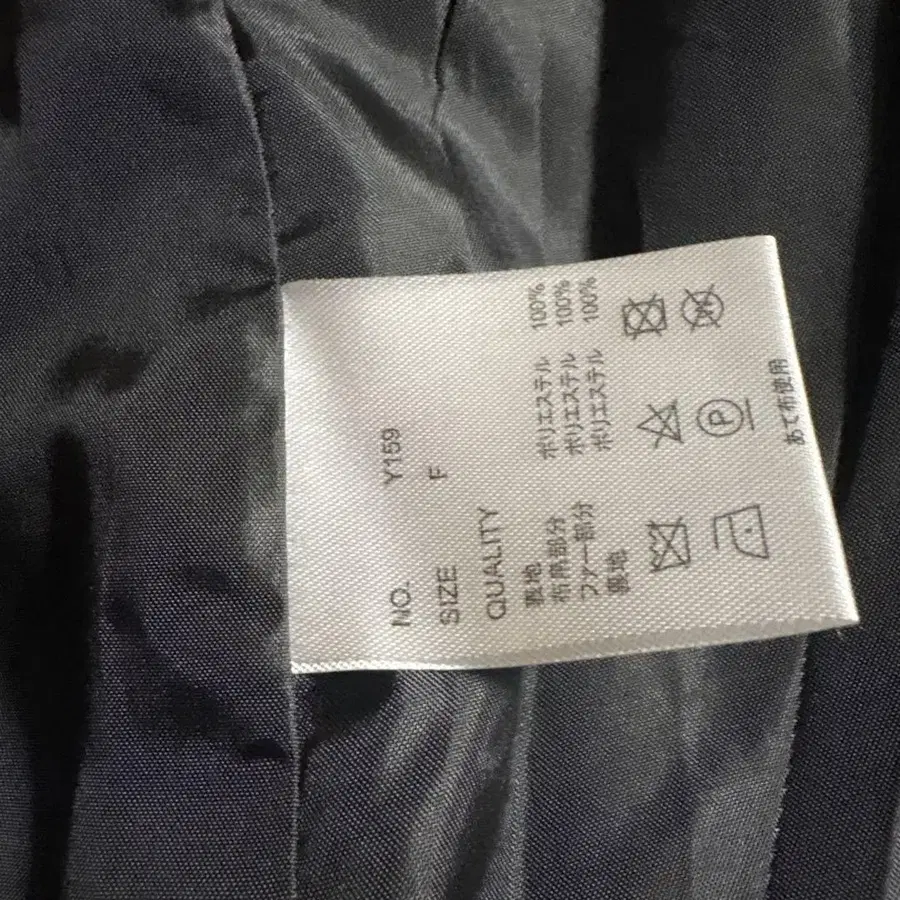 NO. Y159
SIZE F
QUALITY
表地
布帛部分 ポリエステル 100%
ファー部分 ポリエステル 100%
裏地 ポリエステル 100%
P
あて布使用